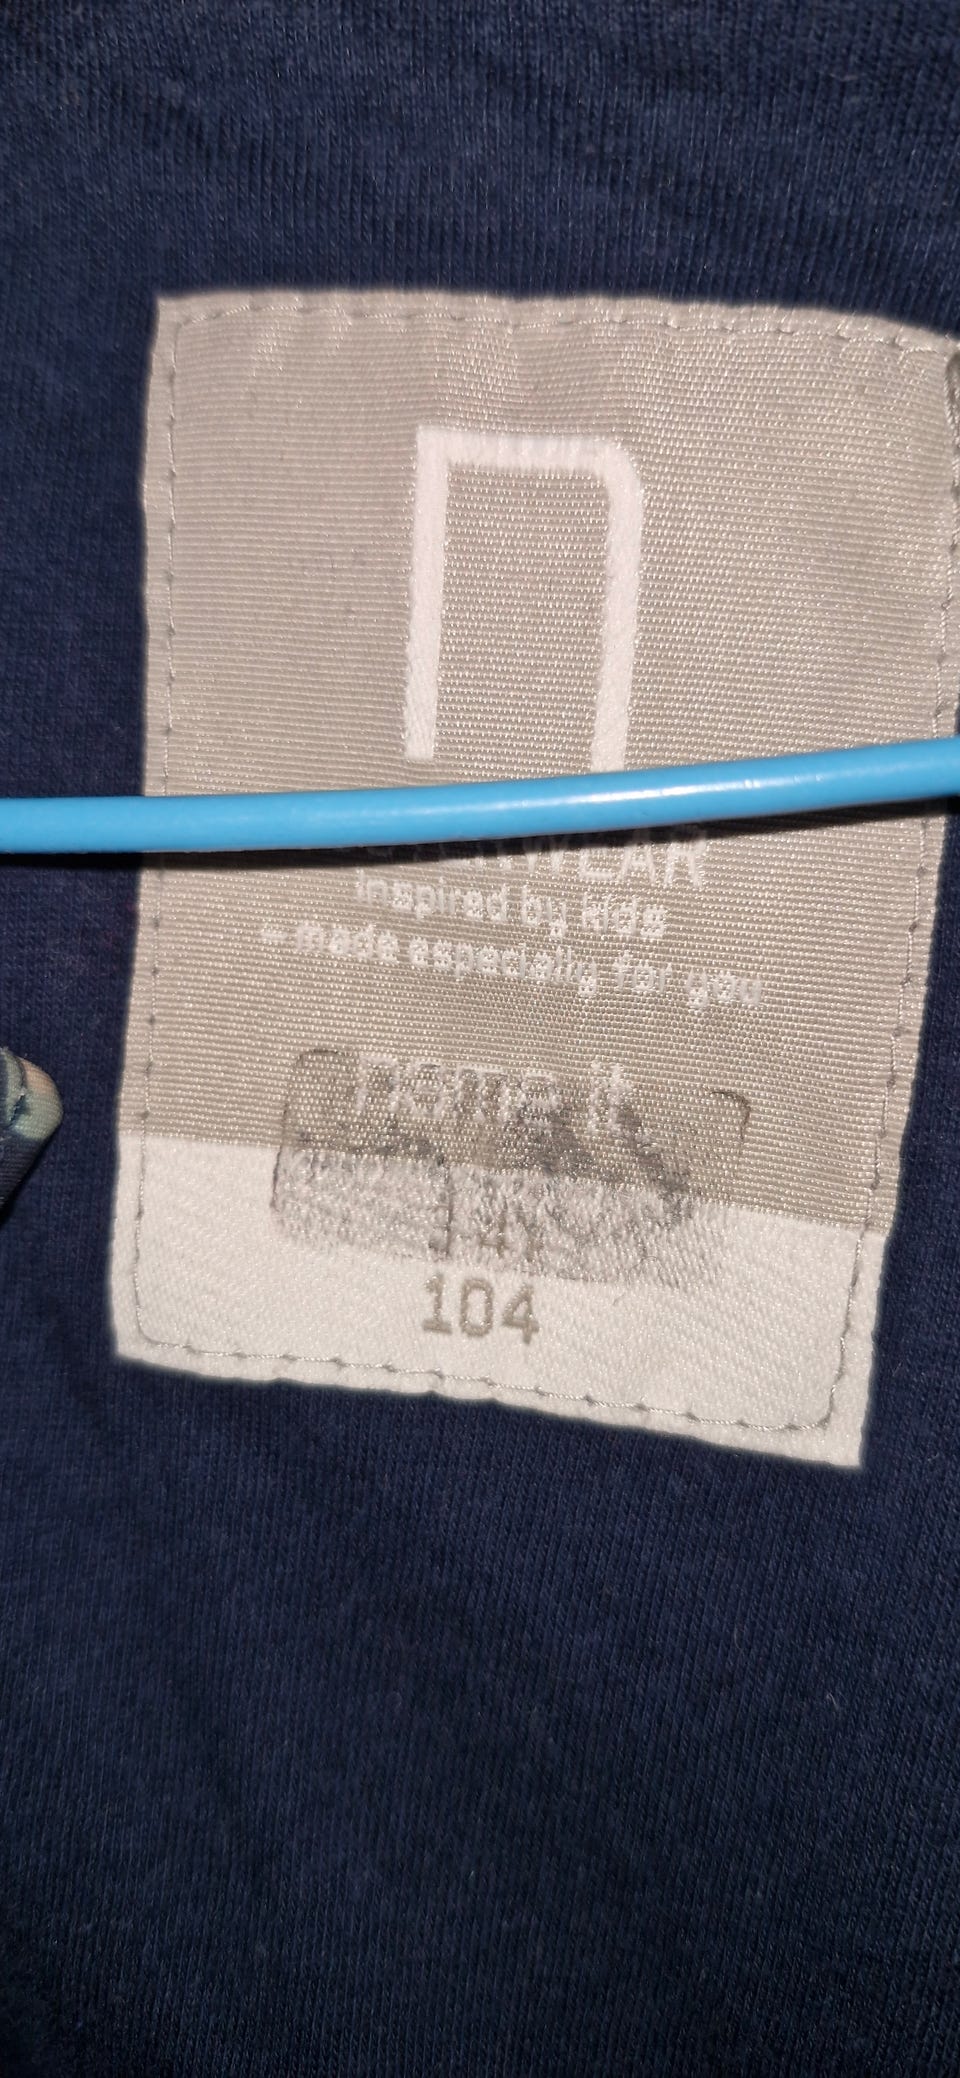 inspired by kids
- made especially for you
name it
104